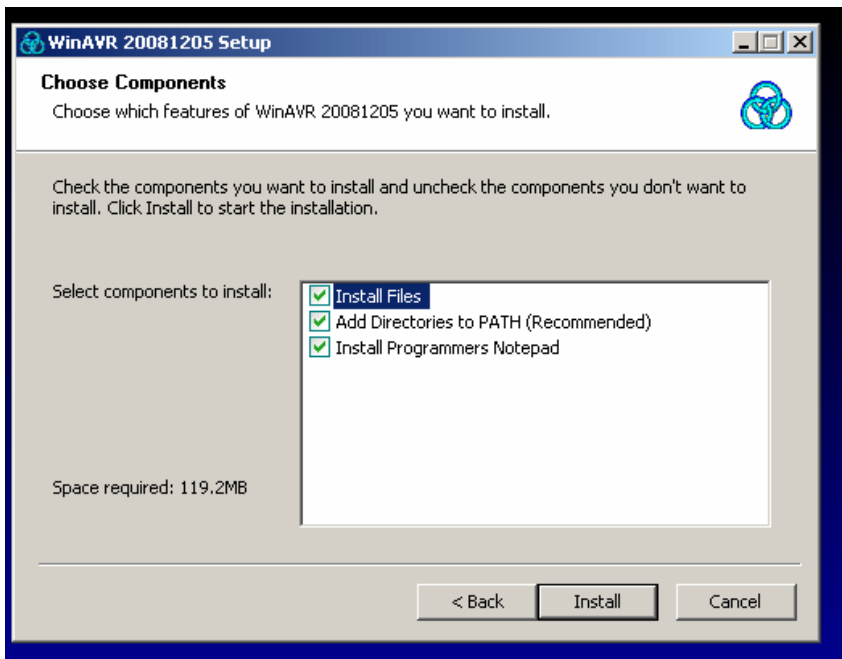 WinAVR 20081205 Setup
Choose Components
Choose which features of WinAVR 20081205 you want to install.
Check the components you want to install and uncheck the components you don't want to
install. Click Install to start the installation.
Select components to install:
Install Files
Add Directories to PATH (Recommended)
Install Programmers Notepad
Space required: 119.2MB
< Back
Install
Cancel